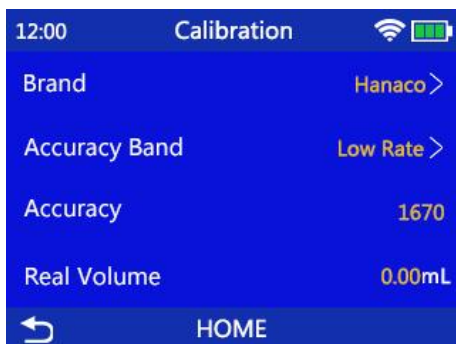 12:00 Calibration
Brand Hanaco >
Accuracy Band Low Rate >
Accuracy 1670
Real Volume 0.00mL
HOME